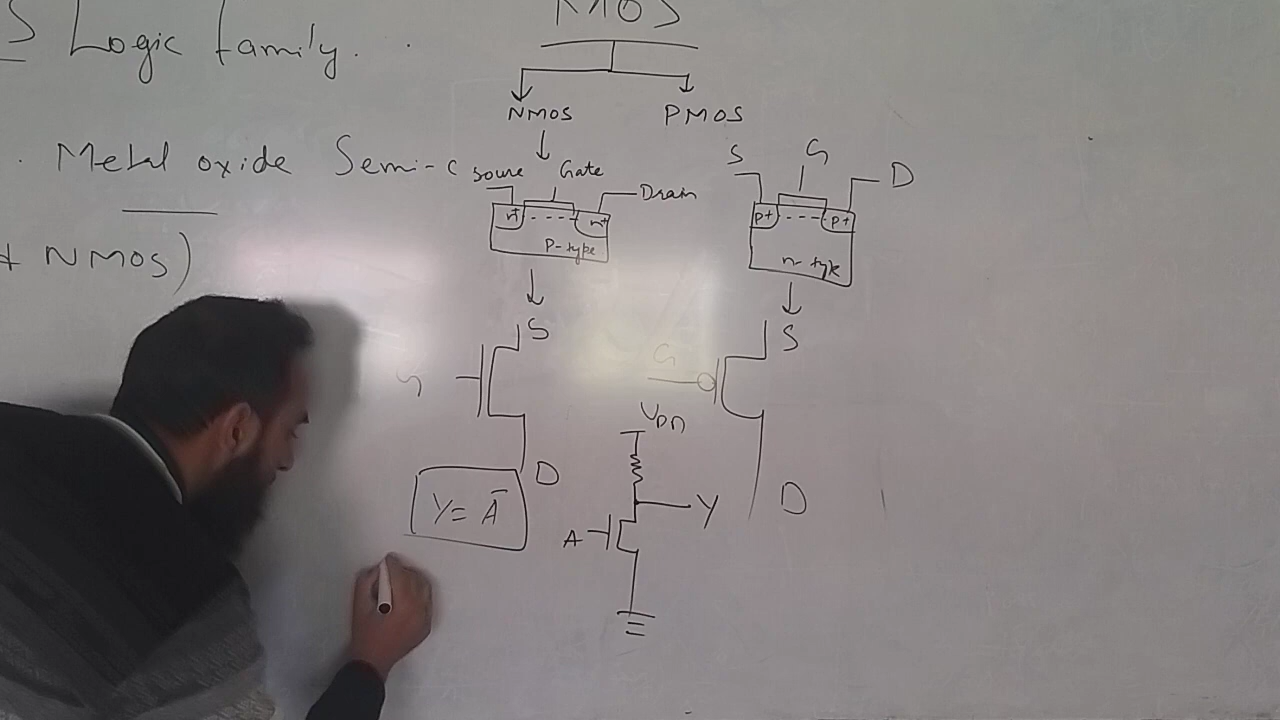 S Logic family.
MOS
NMOS PMOS
. Metal oxide Semi-c
+ NMOS)
Source Gate Drain
n+ n+
P-type
S G D
p+ p+
n-type
S
G
D
S
G
D
VDD
Y
A
Y = A̅